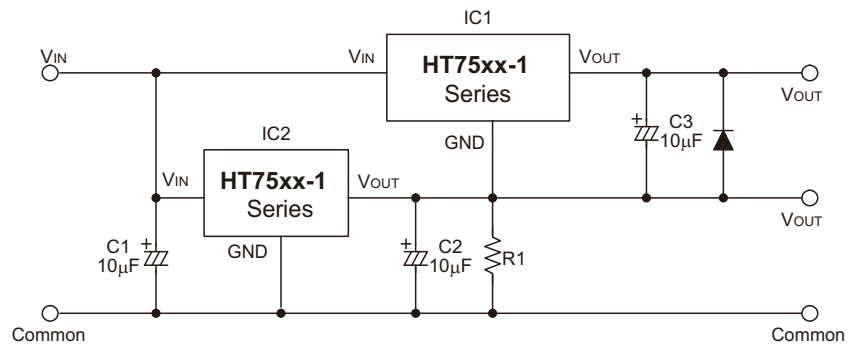 IC1
VIN
VIN
HT75xx-1
Series
VOUT
VOUT
GND
C3
10μF
IC2
VIN
HT75xx-1
Series
VOUT
VOUT
GND
C1
10μF
C2
10μF
R1
Common
Common
+
+
+